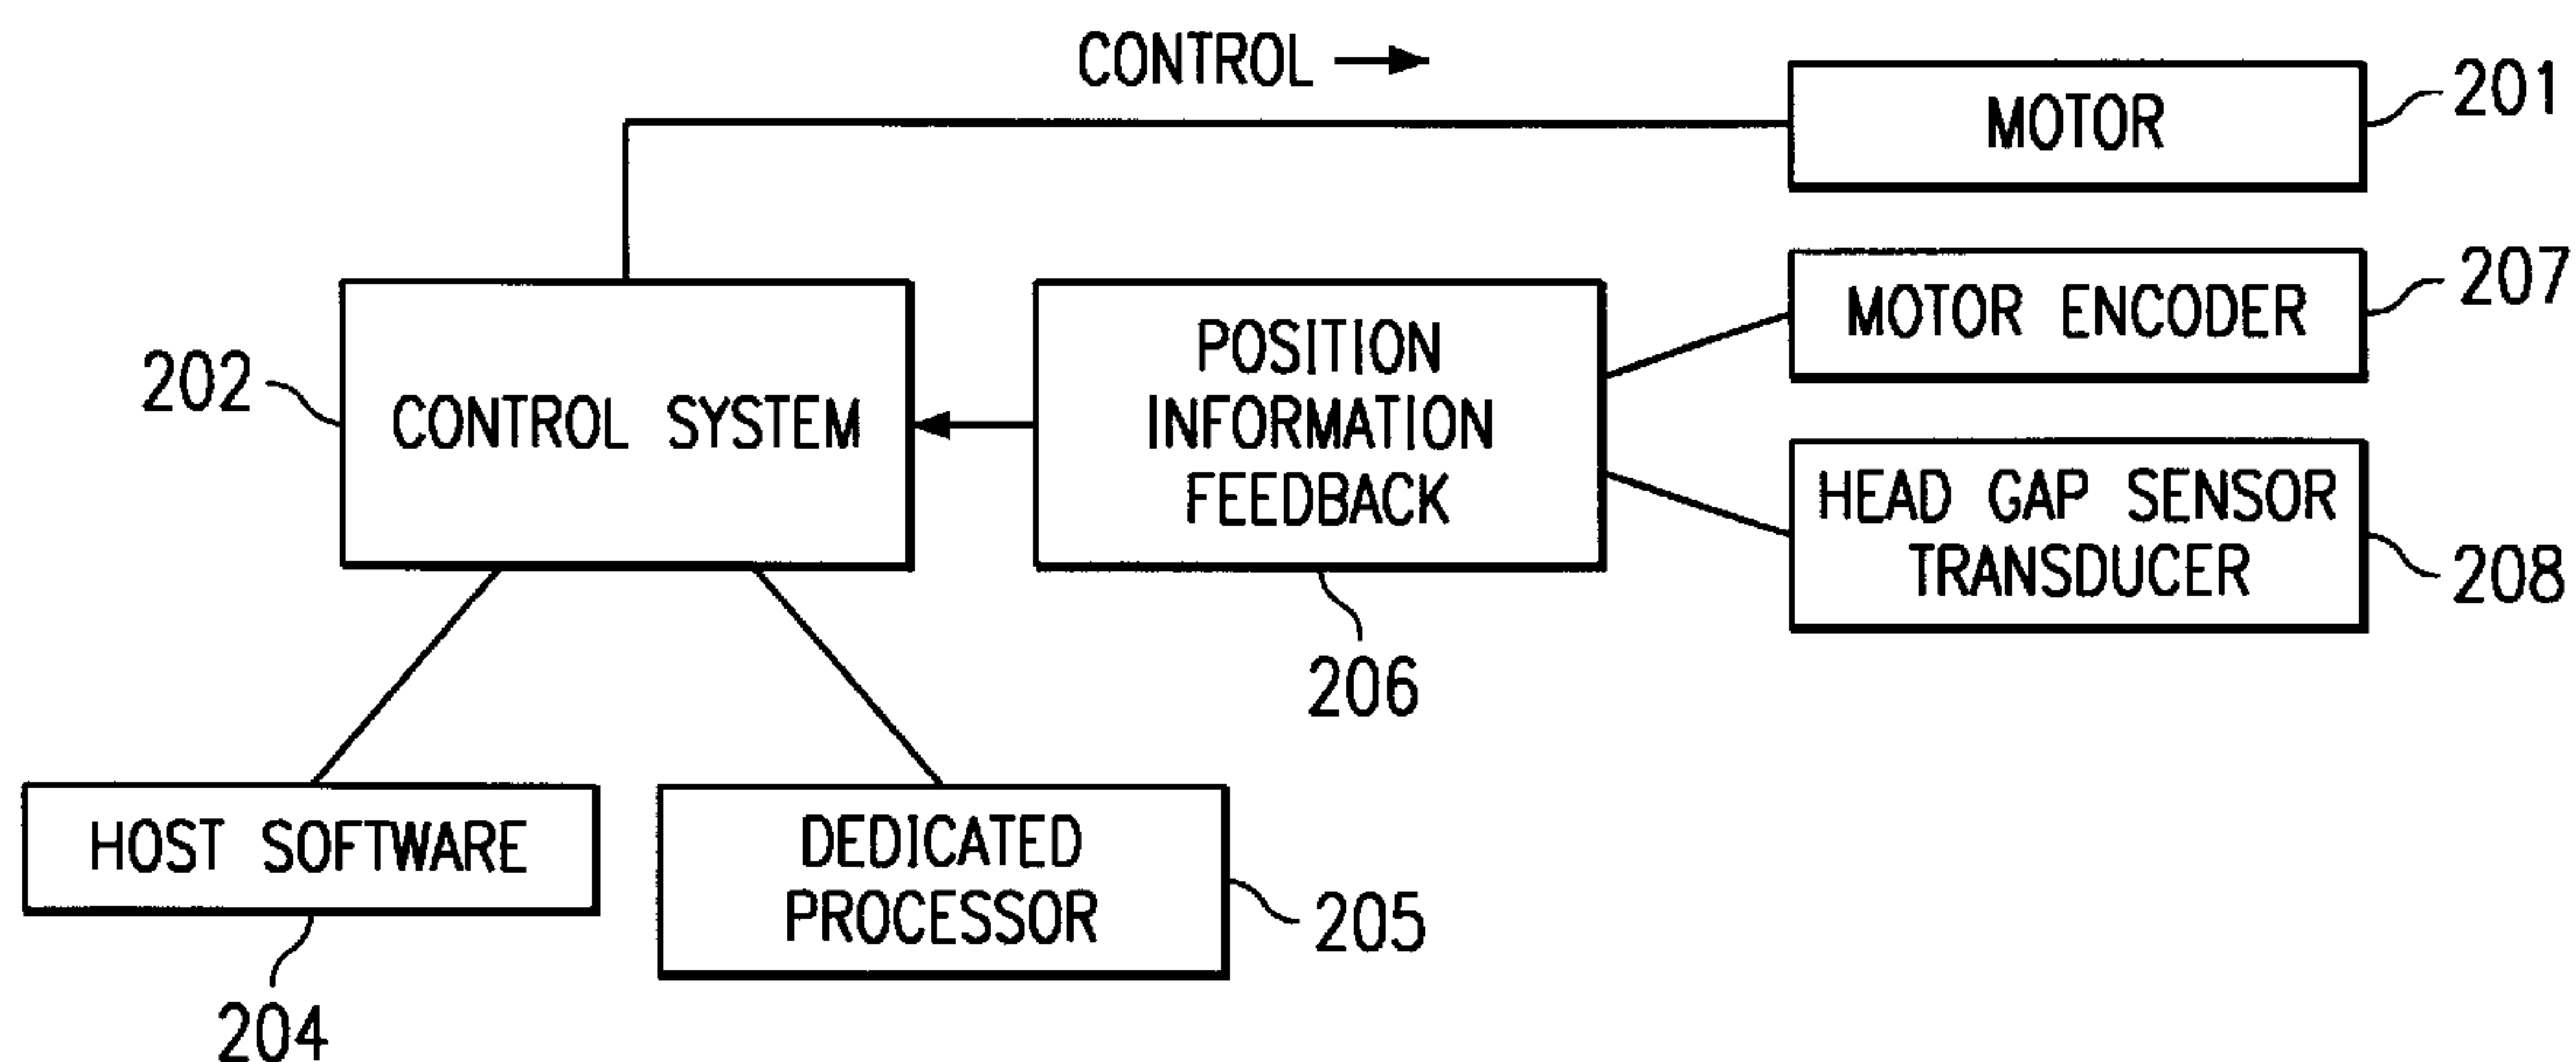 CONTROL
MOTOR
201
MOTOR ENCODER
207
202
CONTROL SYSTEM
POSITION
INFORMATION
FEEDBACK
HEAD GAP SENSOR
TRANSDUCER
208
206
HOST SOFTWARE
DEDICATED
PROCESSOR
205
204